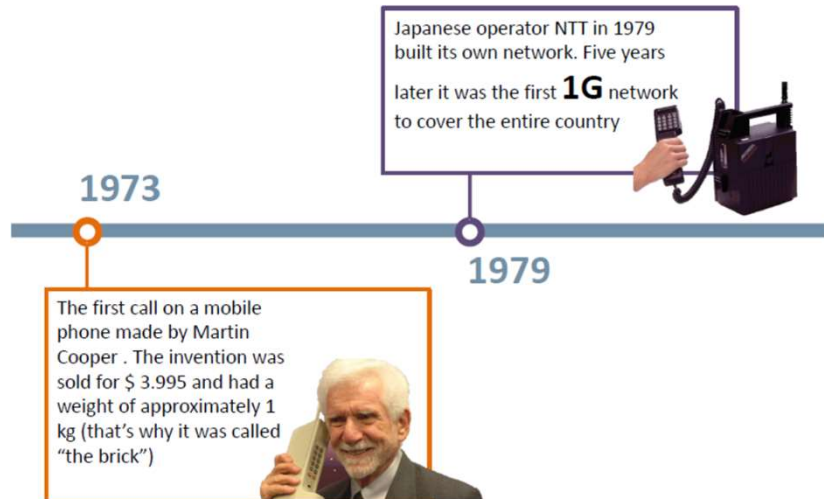 Japanese operator NTT in 1979
built its own network. Five years
later it was the first 1G network
to cover the entire country
1973
1979
The first call on a mobile
phone made by Martin
Cooper . The invention was
sold for $ 3.995 and had a
weight of approximately 1
kg (that's why it was called
“the brick”)